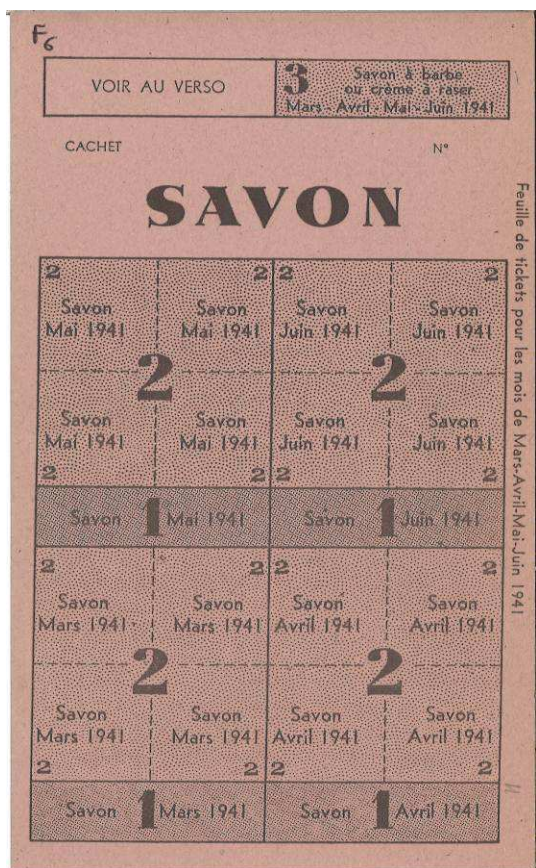 F6
VOIR AU VERSO
3 Savon à barbe
ou crème à raser
Mars - Avril - Mai - Juin 1941
CACHET N°
SAVON
2 2 2 2
Savon Savon Savon Savon
Mai 1941 Mai 1941 Juin 1941 Juin 1941
2 2
Savon Savon Savon Savon
Mai 1941 Mai 1941 Juin 1941 Juin 1941
2 2 2 2
Savon 1 Mai 1941 Savon 1 Juin 1941
2 2 2 2
Savon Savon Savon Savon
Mars 1941 Mars 1941 Avril 1941 Avril 1941
2 2
Savon Savon Savon Savon
Mars 1941 Mars 1941 Avril 1941 Avril 1941
2 2 2 2
Savon 1 Mars 1941 Savon 1 Avril 1941
Feuille de tickets pour les mois de Mars-Avril-Mai-Juin 1941